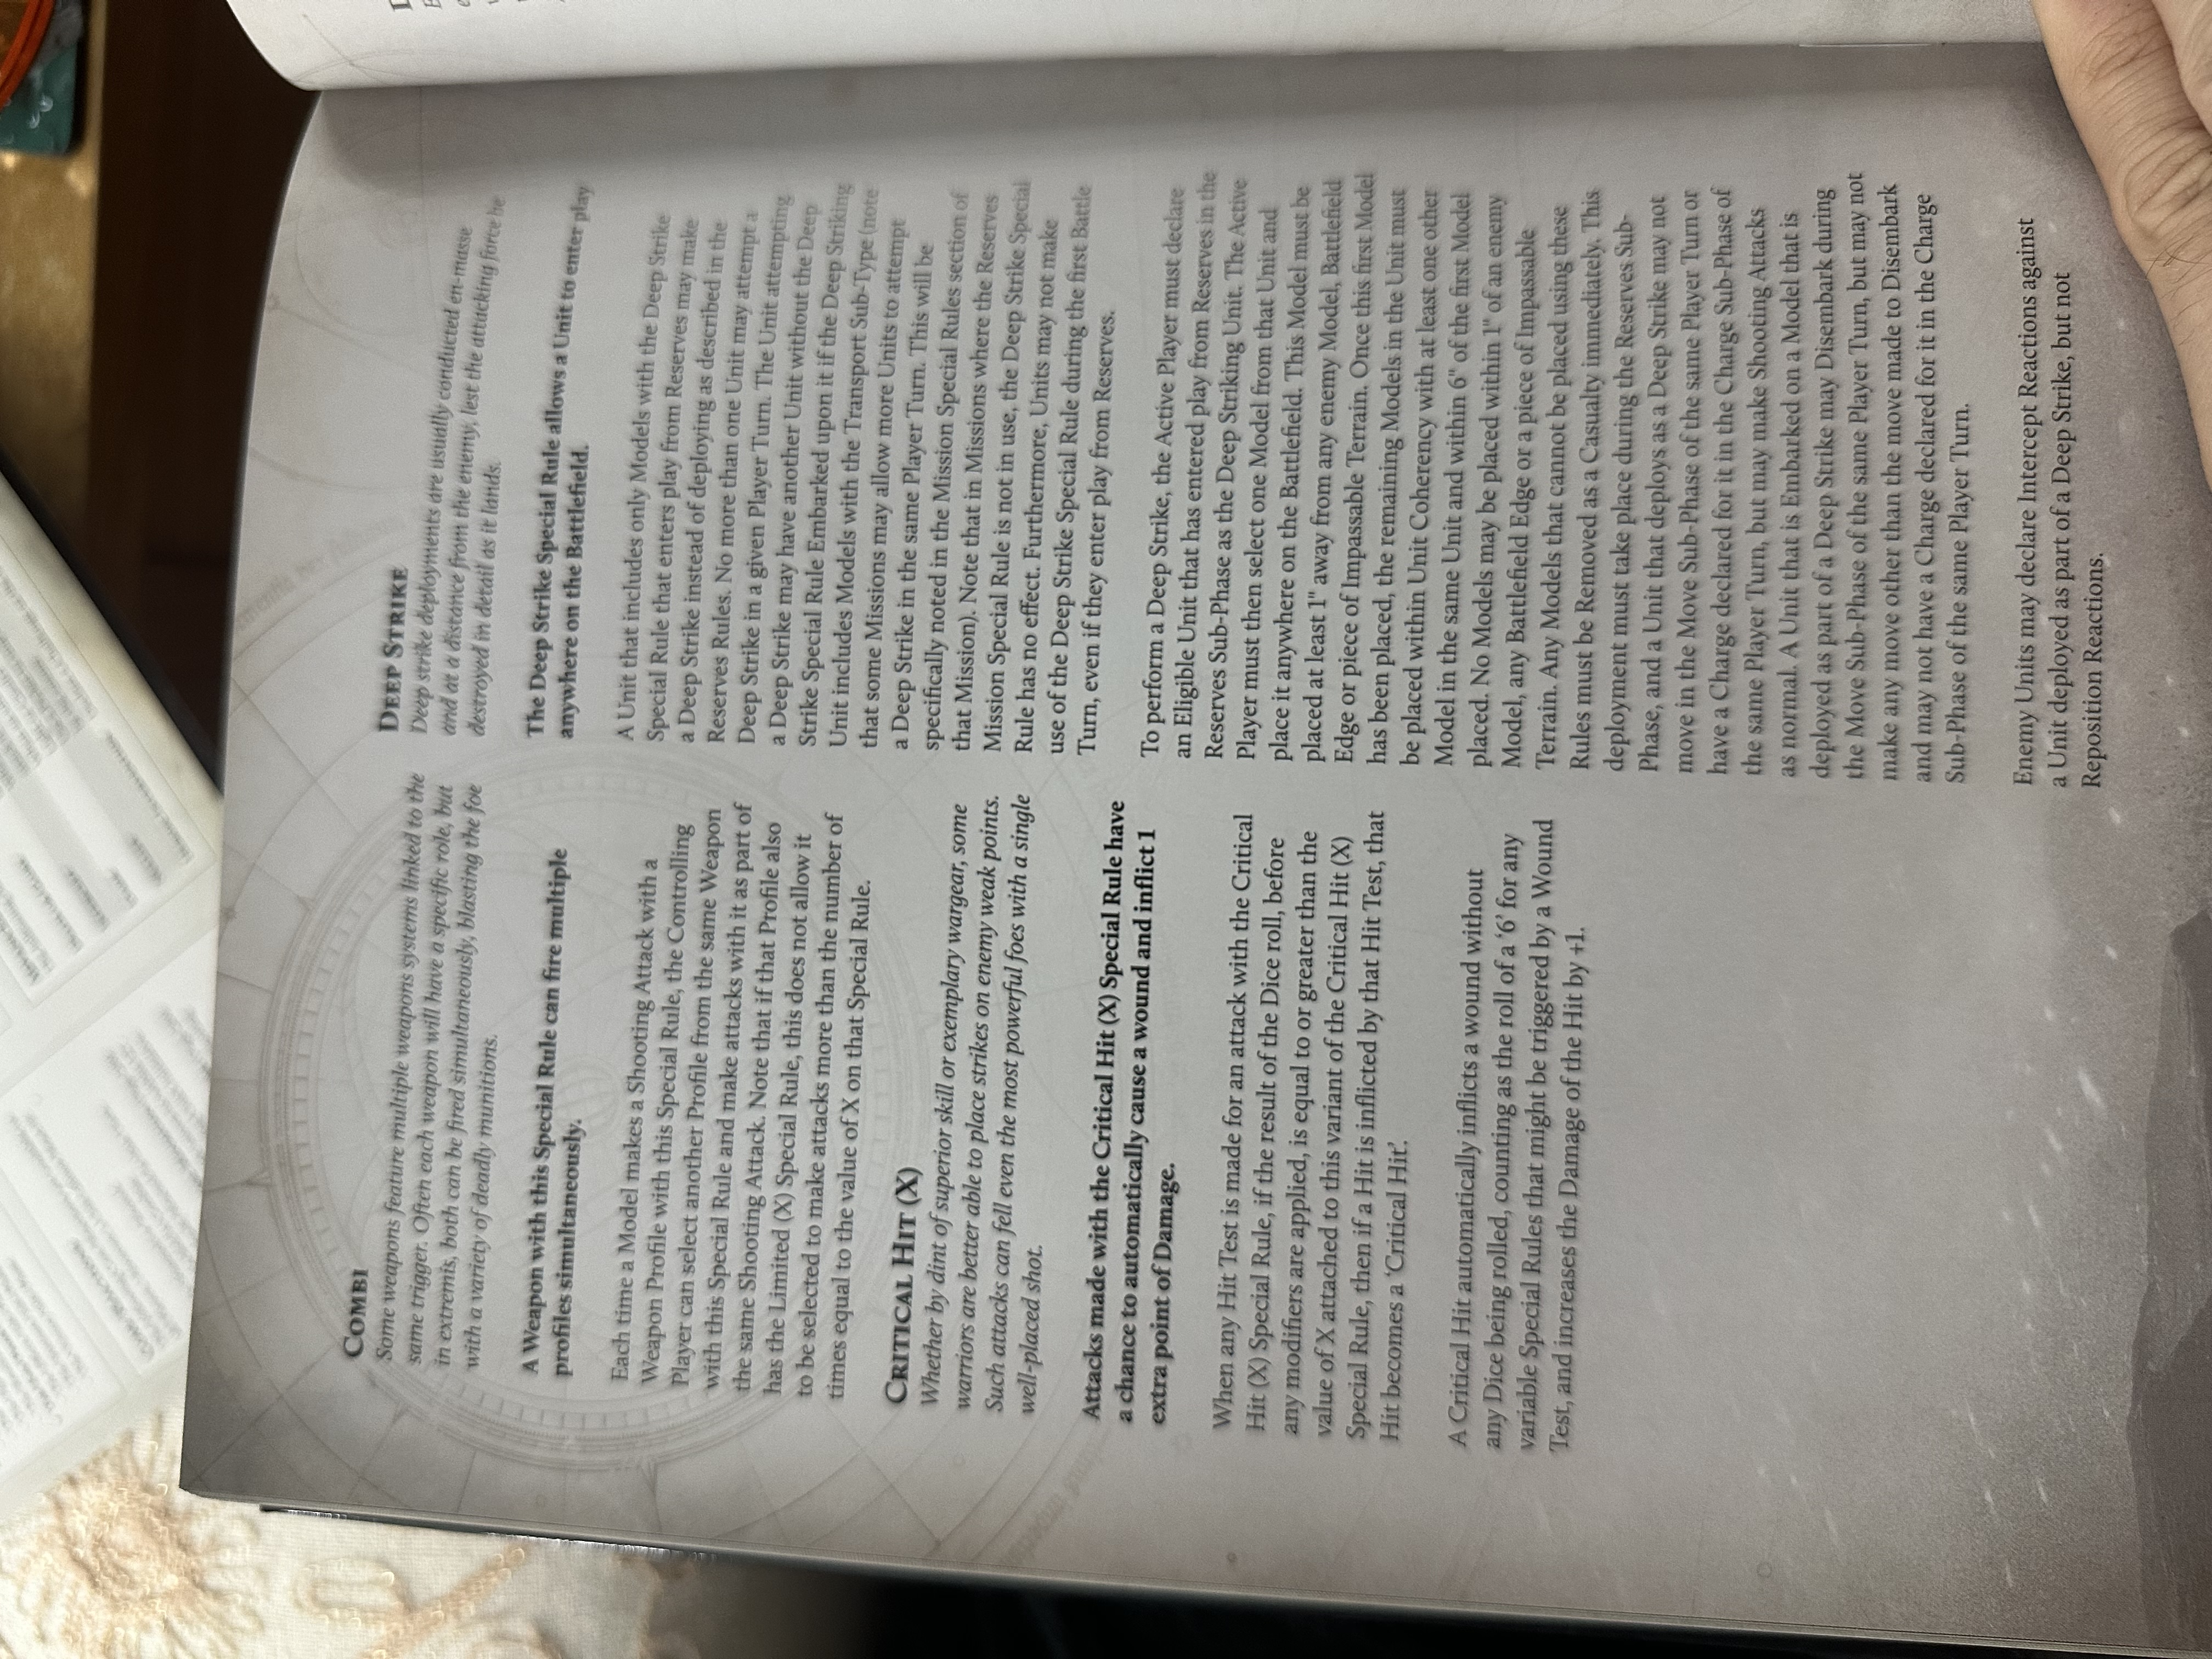 COMBI
Some weapons feature multiple weapons systems linked to the
same trigger. Often each weapon will have a specific role, but
in extremis, both can be fired simultaneously, blasting the foe
with a variety of deadly munitions.
A Weapon with this Special Rule can fire multiple
profiles simultaneously.
Each time a Model makes a Shooting Attack with a
Weapon Profile with this Special Rule, the Controlling
Player can select another Profile from the same Weapon
with this Special Rule and make attacks with it as part of
the same Shooting Attack. Note that if that Profile also
has the Limited (X) Special Rule, this does not allow it
to be selected to make attacks more than the number of
times equal to the value of X on that Special Rule.
CRITICAL HIT (X)
Whether by dint of superior skill or exemplary wargear, some
warriors are better able to place strikes on enemy weak points.
Such attacks can fell even the most powerful foes with a single
well-placed shot.
Attacks made with the Critical Hit (X) Special Rule have
a chance to automatically cause a wound and inflict 1
extra point of Damage.
When any Hit Test is made for an attack with the Critical
Hit (X) Special Rule, if the result of the Dice roll, before
any modifiers are applied, is equal to or greater than the
value of X attached to this variant of the Critical Hit (X)
Special Rule, then if a Hit is inflicted by that Hit Test, that
Hit becomes a ‘Critical Hit’.
A Critical Hit automatically inflicts a wound without
any Dice being rolled, counting as the roll of a ‘6’ for any
variable Special Rules that might be triggered by a Wound
Test, and increases the Damage of the Hit by +1.
DEEP STRIKE
Deep strike deployments are usually conducted en-masse
and at a distance from the enemy, lest the attacking force be
destroyed in detail as it lands.
The Deep Strike Special Rule allows a Unit to enter play
anywhere on the Battlefield.
A Unit that includes only Models with the Deep Strike
Special Rule that enters play from Reserves may make
a Deep Strike instead of deploying as described in the
Reserves Rules. No more than one Unit may attempt a
Deep Strike in a given Player Turn. The Unit attempting
a Deep Strike may have another Unit without the Deep
Strike Special Rule Embarked upon it if the Deep Striking
Unit includes Models with the Transport Sub-Type (note
that some Missions may allow more Units to attempt
a Deep Strike in the same Player Turn. This will be
specifically noted in the Mission Special Rules section of
that Mission). Note that in Missions where the Reserves
Mission Special Rule is not in use, the Deep Strike Special
Rule has no effect. Furthermore, Units may not make
use of the Deep Strike Special Rule during the first Battle
Turn, even if they enter play from Reserves.
To perform a Deep Strike, the Active Player must declare
an Eligible Unit that has entered play from Reserves in the
Reserves Sub-Phase as the Deep Striking Unit. The Active
Player must then select one Model from that Unit and
place it anywhere on the Battlefield. This Model must be
placed at least 1" away from any enemy Model, Battlefield
Edge or piece of Impassable Terrain. Once this first Model
has been placed, the remaining Models in the Unit must
be placed within Unit Coherency with at least one other
Model in the same Unit and within 6" of the first Model
placed. No Models may be placed within 1" of an enemy
Model, any Battlefield Edge or a piece of Impassable
Terrain. Any Models that cannot be placed using these
Rules must be Removed as a Casualty immediately. This
deployment must take place during the Reserves Sub-
Phase, and a Unit that deploys as a Deep Strike may not
move in the Move Sub-Phase of the same Player Turn or
have a Charge declared for it in the Charge Sub-Phase of
the same Player Turn, but may make Shooting Attacks
as normal. A Unit that is Embarked on a Model that is
deployed as part of a Deep Strike may Disembark during
the Move Sub-Phase of the same Player Turn, but may not
make any move other than the move made to Disembark
and may not have a Charge declared for it in the Charge
Sub-Phase of the same Player Turn.
Enemy Units may declare Intercept Reactions against
a Unit deployed as part of a Deep Strike, but not
Reposition Reactions.